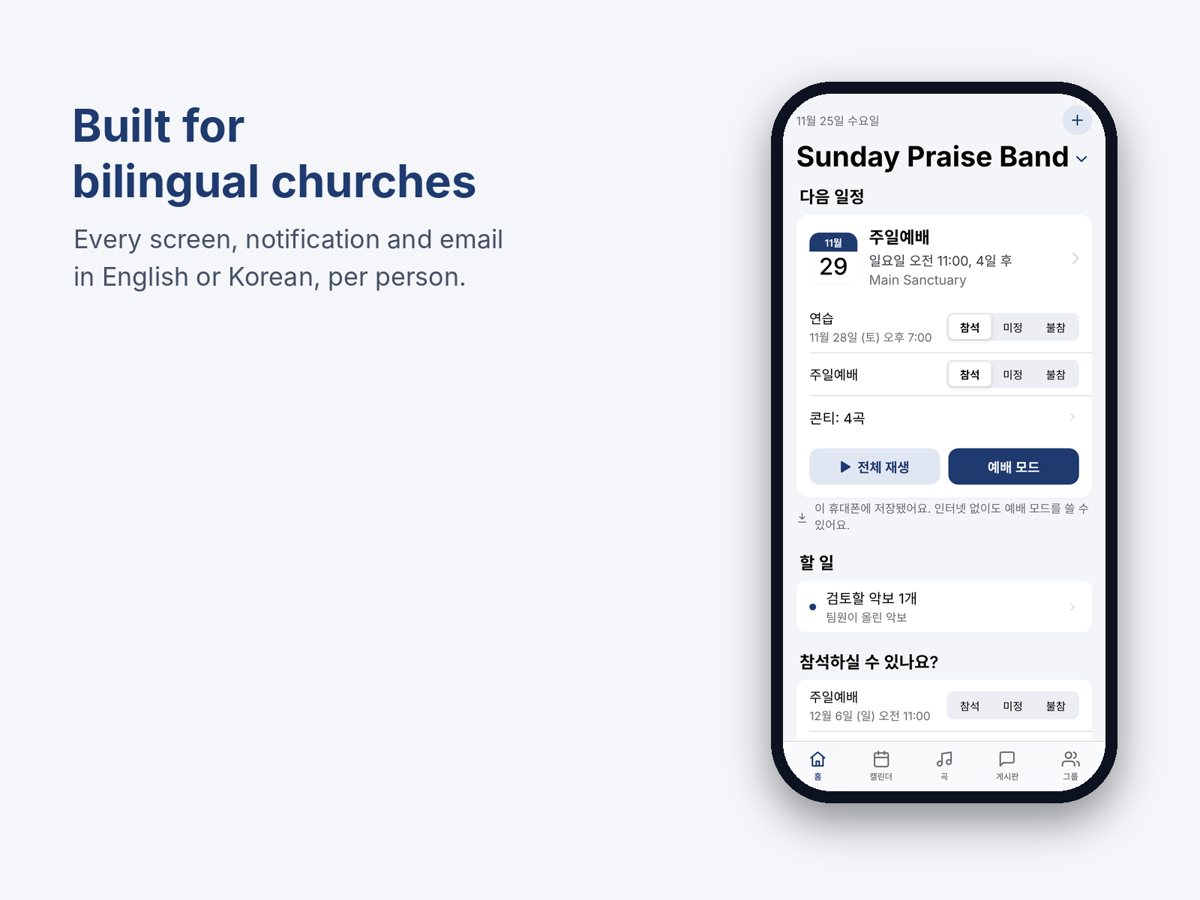 Built for
bilingual churches
Every screen, notification and email
in English or Korean, per person.
11월 25일 수요일
Sunday Praise Band
다음 일정
11월
29
주일예배
일요일 오전 11:00, 4일 후
Main Sanctuary
연습
11월 28일 (토) 오후 7:00
참석 미정 불참
주일예배
참석 미정 불참
콘티: 4곡
전체 재생
예배 모드
이 휴대폰에 저장됐어요. 인터넷 없이도 예배 모드를 쓸 수
있어요.
할 일
검토할 악보 1개
팀원이 올린 악보
참석하실 수 있나요?
주일예배
12월 6일 (일) 오전 11:00
참석 미정 불참
홈 캘린더 곡 게시판 그룹